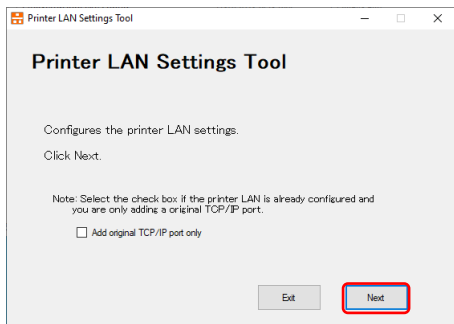 Printer LAN Settings Tool
Printer LAN Settings Tool
Configures the printer LAN settings.
Click Next.
Note: Select the check box if the printer LAN is already configured and
you are only adding a original TCP/IP port.
Add original TCP/IP port only
Exit
Next